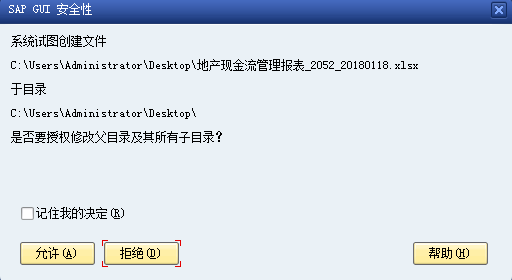 SAP GUI 安全性
系统试图创建文件
C:\Users\Administrator\Desktop\地产现金流管理报表_2052_20180118.xlsx
于目录
C:\Users\Administrator\Desktop\
是否要授权修改父目录及其所有子目录?
记住我的决定(R)
允许(A) 拒绝(D) 帮助(H)